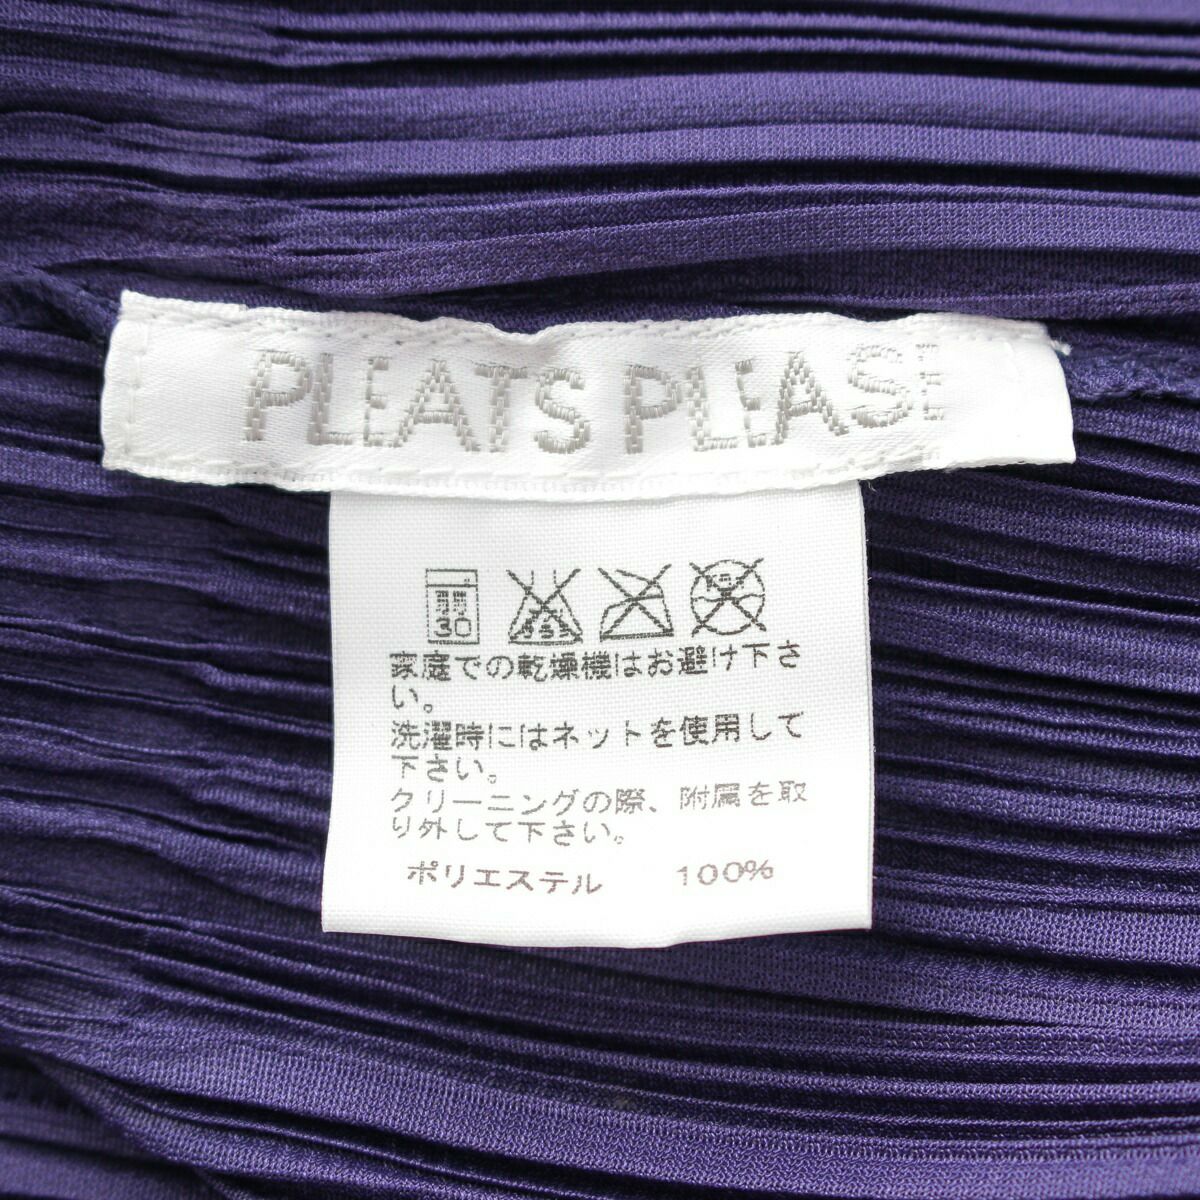 PLEATS PLEASE
弱
30
家庭での乾燥機はお避け下さ
い。
洗濯時にはネットを使用して
下さい。
クリーニングの際、附属を取
り外して下さい。
ポリエステル 100%